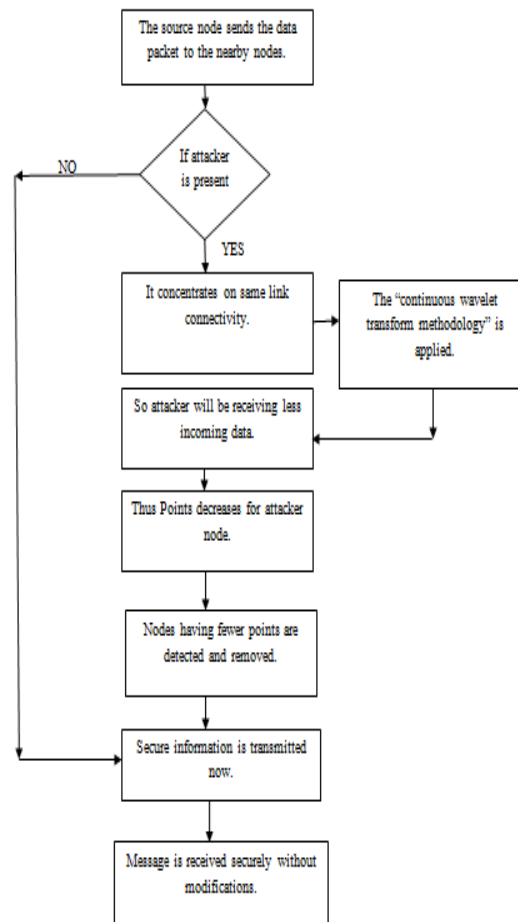 The source node sends the data
packet to the nearby nodes.
If attacker
is present
NO
YES
It concentrates on same link
connectivity.
The “continuous wavelet
transform methodology” is
applied.
So attacker will be receiving less
incoming data.
Thus Points decreases for attacker
node.
Nodes having fewer points are
detected and removed.
Secure information is transmitted
now.
Message is received securely without
modifications.